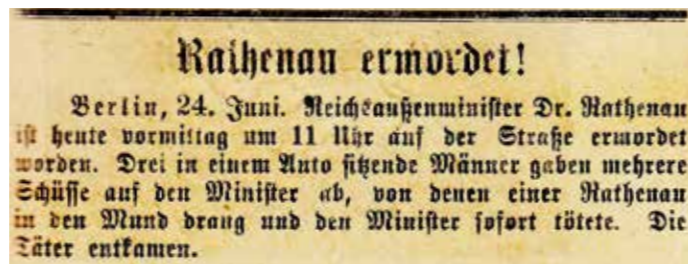 Rathenau ermordet!
Berlin, 24. Juni. Reichsaußenminister Dr. Rathenau
ist heute vormittag um 11 Uhr auf der Straße ermordet
worden. Drei in einem Auto sitzende Männer gaben mehrere
Schüsse auf den Minister ab, von denen einer Rathenau
in den Mund drang und den Minister sofort tötete. Die
Täter entkamen.